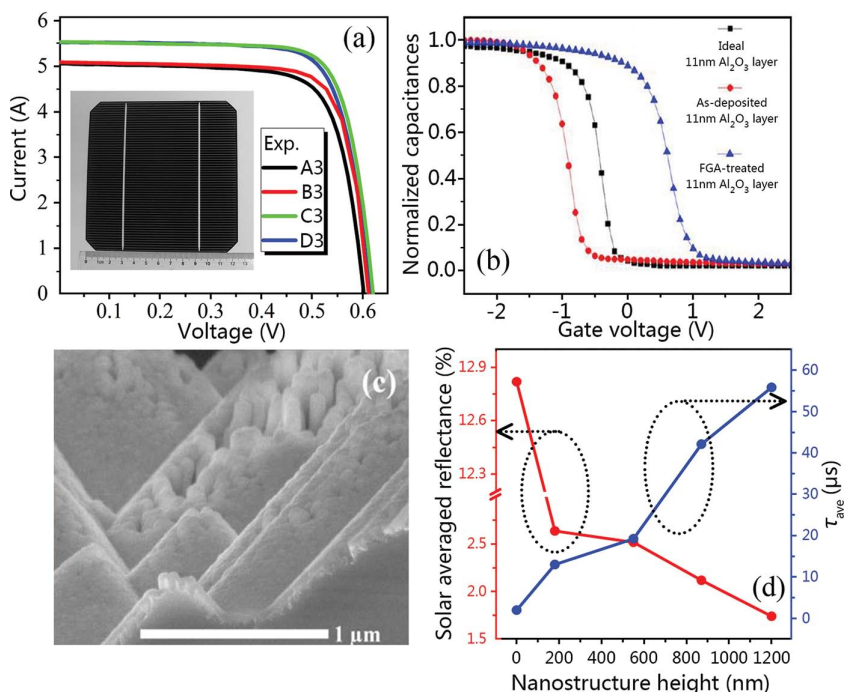 (a)
Current (A)
6
5
4
3
2
1
0
0.1 0.2 0.3 0.4 0.5 0.6
Voltage (V)
Exp.
A3
B3
C3
D3
(b)
Normalized capacitances
1.0
0.8
0.6
0.4
0.2
0.0
-2 -1 0 1 2
Gate voltage (V)
Ideal
11nm Al₂O₃ layer
As-deposited
11nm Al₂O₃ layer
FGA-treated
11nm Al₂O₃ layer
(c)
1 μm
(d)
Solar averaged reflectance (%)
12.9
12.6
12.3
2.5
2.0
1.5
0 200 400 600 800 1000 1200
Nanostructure height (nm)
60
50
40
30
20
10
0
τave (μs)